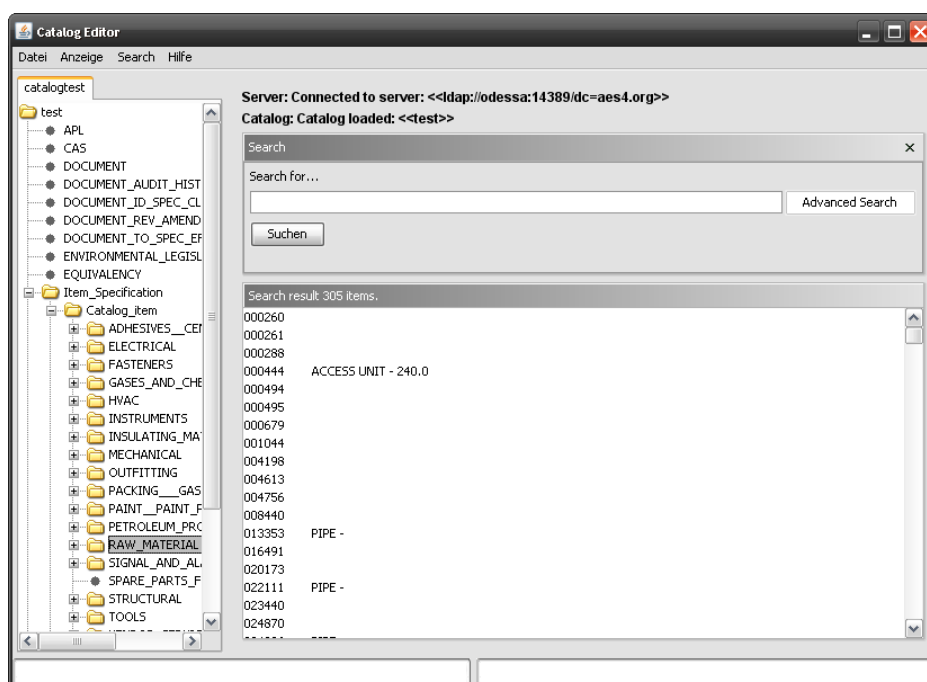 Catalog Editor
Datei Anzeige Search Hilfe
catalogtest
test
APL
CAS
DOCUMENT
DOCUMENT_AUDIT_HIST
DOCUMENT_ID_SPEC_CL
DOCUMENT_REV_AMEND
DOCUMENT_TO_SPEC_EF
ENVIRONMENTAL_LEGISL
EQUIVALENCY
Item_Specification
Catalog_item
ADHESIVES__CEM
ELECTRICAL
FASTENERS
GASES_AND_CHE
HVAC
INSTRUMENTS
INSULATING_MA
MECHANICAL
OUTFITTING
PACKING___GAS
PAINT__PAINT_P
PETROLEUM_PRO
RAW_MATERIAL
SIGNAL_AND_AL
SPARE_PARTS_F
STRUCTURAL
TOOLS
Server: Connected to server: <<ldap://odessa:14389/dc=aes4.org>>
Catalog: Catalog loaded: <<test>>
Search
Search for...
Advanced Search
Suchen
Search result 305 items.
000260
000261
000288
000444 ACCESS UNIT - 240.0
000494
000495
000679
001044
004198
004613
004756
008440
013353 PIPE -
016491
020173
022111 PIPE -
023440
024870